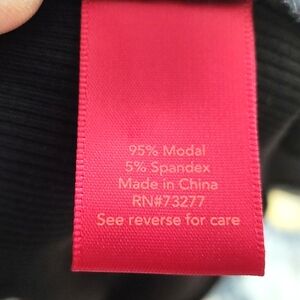 95% Modal
5% Spandex
Made in China
RN#73277
See reverse for care